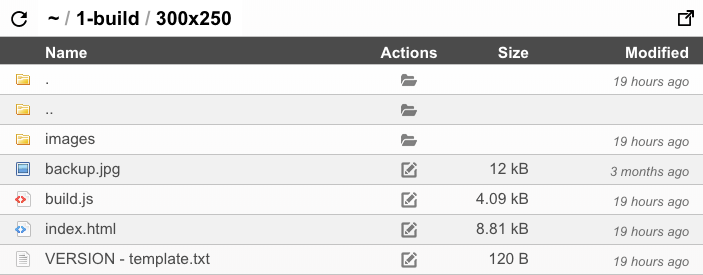 ~ / 1-build / 300x250
Name Actions Size Modified
. 19 hours ago
..
images 19 hours ago
backup.jpg 12 kB 3 months ago
build.js 4.09 kB 19 hours ago
index.html 8.81 kB 19 hours ago
VERSION - template.txt 120 B 19 hours ago